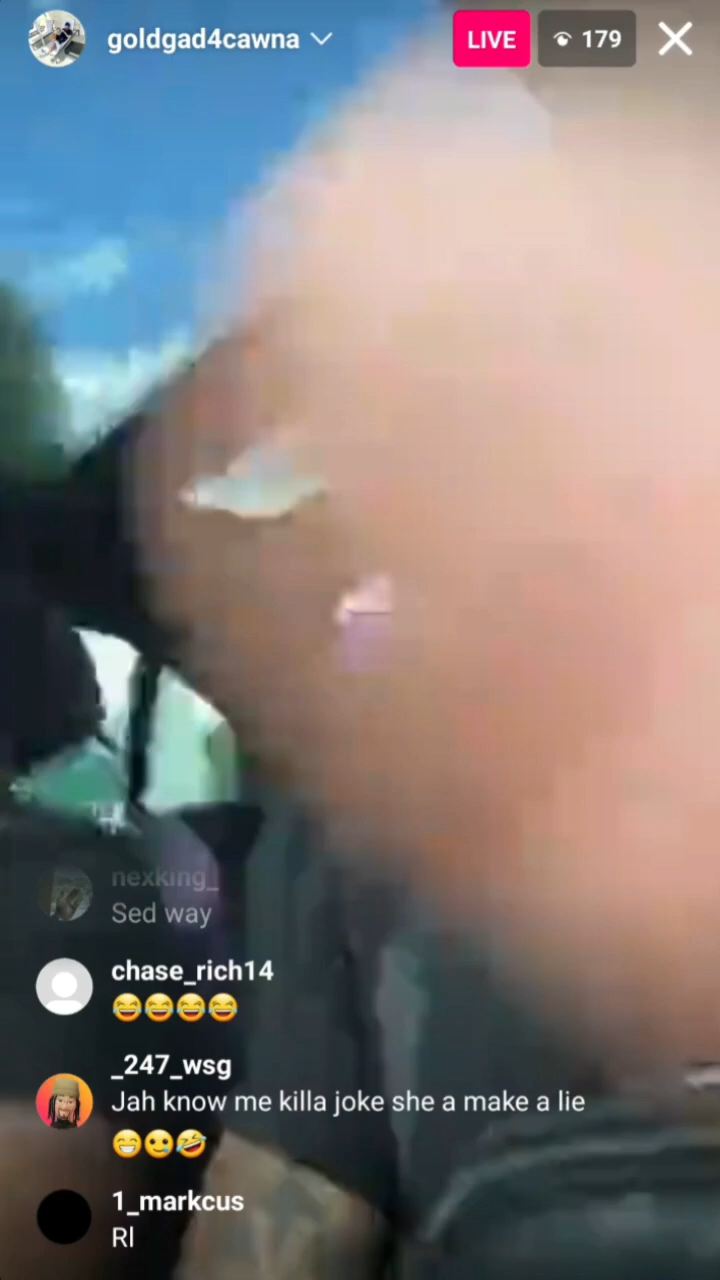 goldgad4cawna
LIVE
179
nexking_
Sed way
chase_rich14
😂😂😂😂
_247_wsg
Jah know me killa joke she a make a lie
😁🥲🤣
1_markcus
Rl